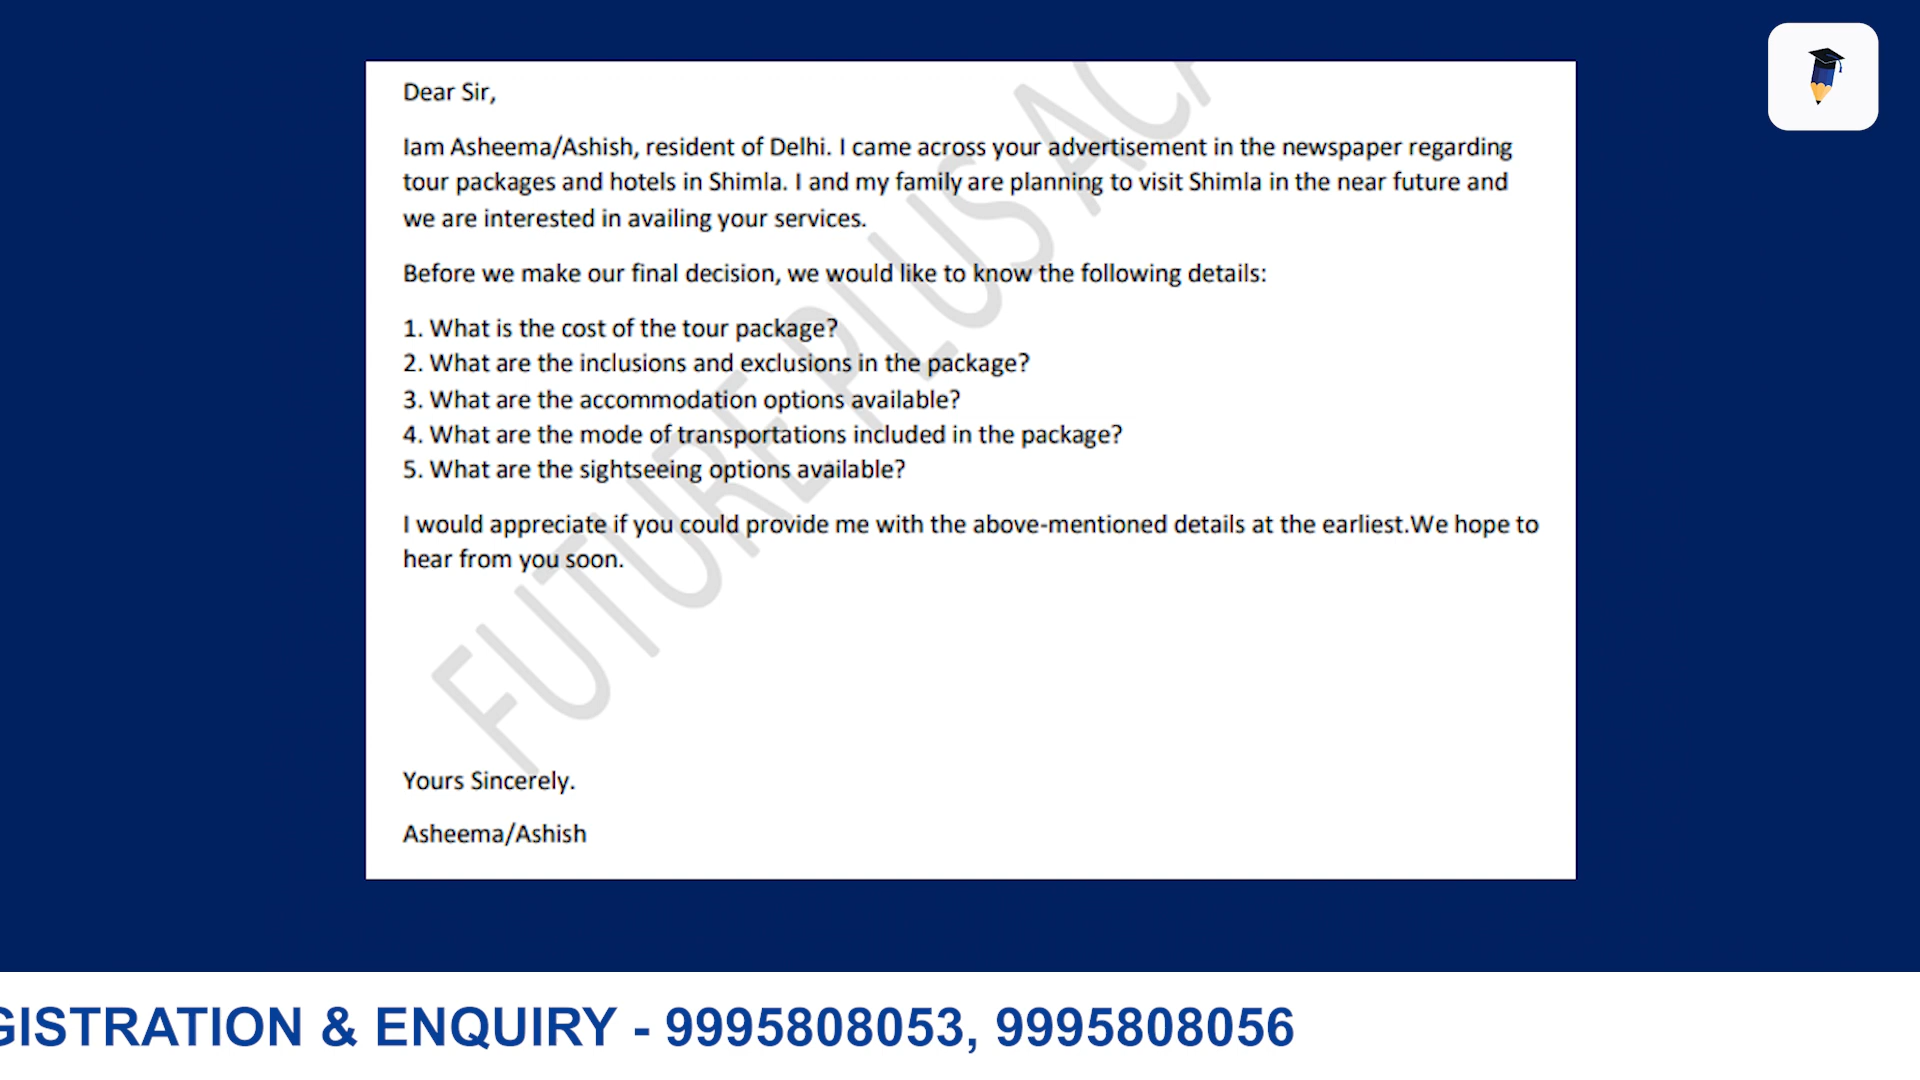 Dear Sir,
Iam Asheema/Ashish, resident of Delhi. I came across your advertisement in the newspaper regarding
tour packages and hotels in Shimla. I and my family are planning to visit Shimla in the near future and
we are interested in availing your services.
Before we make our final decision, we would like to know the following details:
1. What is the cost of the tour package?
2. What are the inclusions and exclusions in the package?
3. What are the accommodation options available?
4. What are the mode of transportations included in the package?
5. What are the sightseeing options available?
I would appreciate if you could provide me with the above-mentioned details at the earliest.We hope to
hear from you soon.
Yours Sincerely.
Asheema/Ashish
FUTURE PLUS ACA
GISTRATION & ENQUIRY - 9995808053, 9995808056